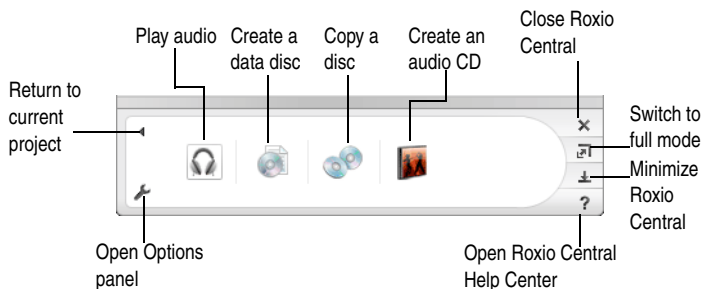 Play audio
Create a
data disc
Copy a
disc
Create an
audio CD
Close Roxio
Central
Return to
current
project
Switch to
full mode
Minimize
Roxio
Central
?
Open Options
panel
Open Roxio Central
Help Center